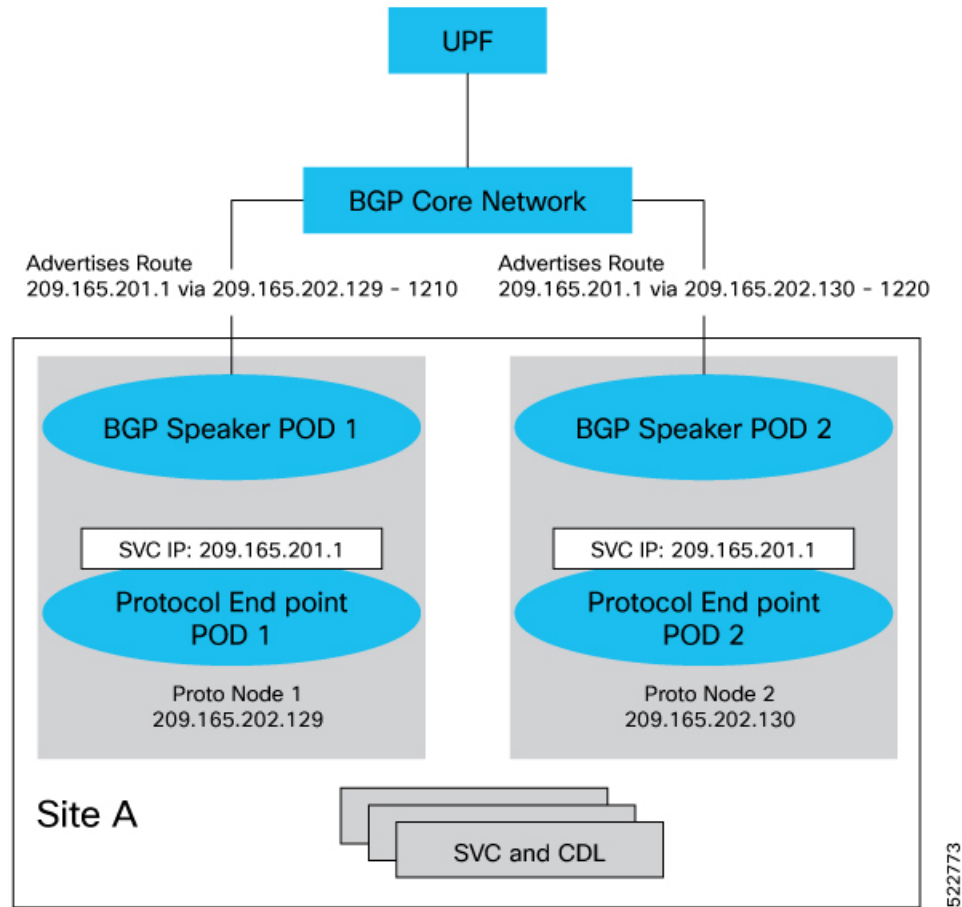 UPF
BGP Core Network
Advertises Route
209.165.201.1 via 209.165.202.129 - 1210
Advertises Route
209.165.201.1 via 209.165.202.130 - 1220
BGP Speaker POD 1
BGP Speaker POD 2
SVC IP: 209.165.201.1
SVC IP: 209.165.201.1
Protocol End point
POD 1
Protocol End point
POD 2
Proto Node 1
209.165.202.129
Proto Node 2
209.165.202.130
Site A
SVC and CDL
522773